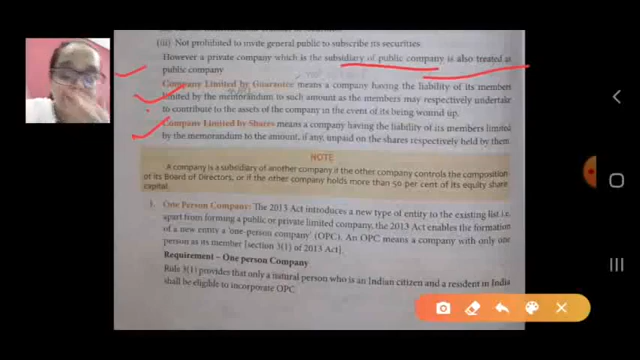 (iii) Not prohibited to invite general public to subscribe its securities.
However a private company which is the subsidiary of public company is also treated as
public company
Company Limited by Guarantee means a company having the liability of its members
limited by the memorandum to such amount as the members may respectively undertake
to contribute to the assets of the company in the event of its being wound up.
Company Limited by Shares means a company having the liability of its members limited
by the memorandum to the amount, if any, unpaid on the shares respectively held by them.
NOTE
A company is a subsidiary of another company if the other company controls the composition
of its Board of Directors, or if the other company holds more than 50 per cent of its equity share
capital.
1. One Person Company: The 2013 Act introduces a new type of entity to the existing list i.e.
apart from forming a public or private limited company, the 2013 Act enables the formation
of a new entity a 'one-person company' (OPC). An OPC means a company with only one
person as its member [section 3(1) of 2013 Act].
Requirement – One person Company
Rule 3(1) provides that only a natural person who is an Indian citizen and a resident in India
shall be eligible to incorporate OPC.